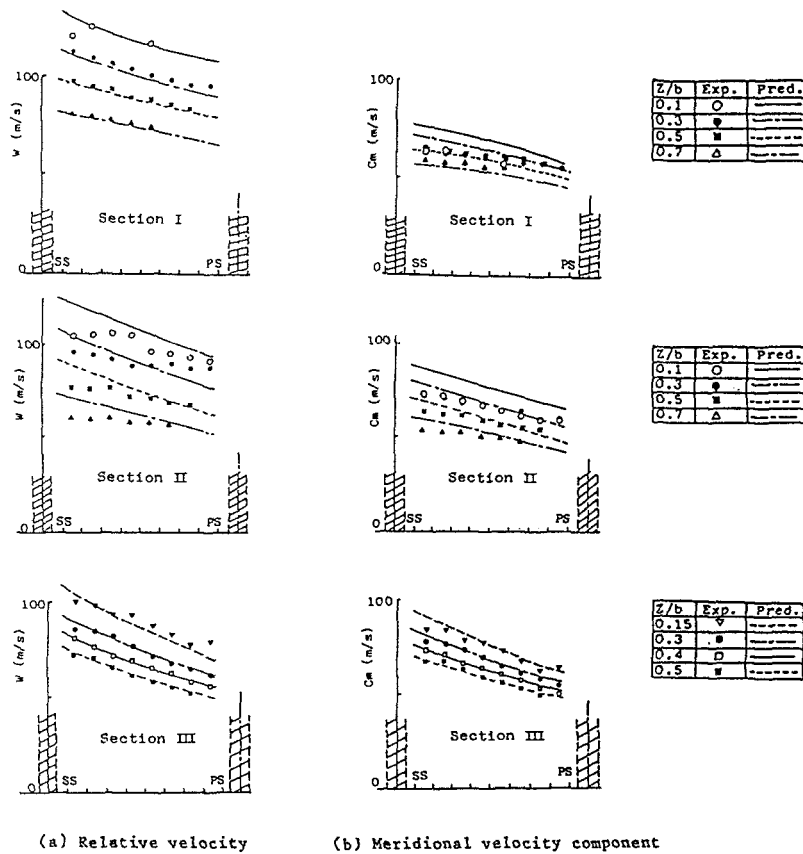 100
W (m/s)
Section I
0
SS
PS
100
Cm (m/s)
Section I
0
SS
PS
Z/b Exp. Pred.
0.1
0.3
0.5
0.7
100
W (m/s)
Section II
0
SS
PS
100
Cm (m/s)
Section II
0
SS
PS
Z/b Exp. Pred.
0.1
0.3
0.5
0.7
100
W (m/s)
Section III
0
SS
PS
100
Cm (m/s)
Section III
0
SS
PS
Z/b Exp. Pred.
0.15
0.3
0.4
0.5
(a) Relative velocity
(b) Meridional velocity component